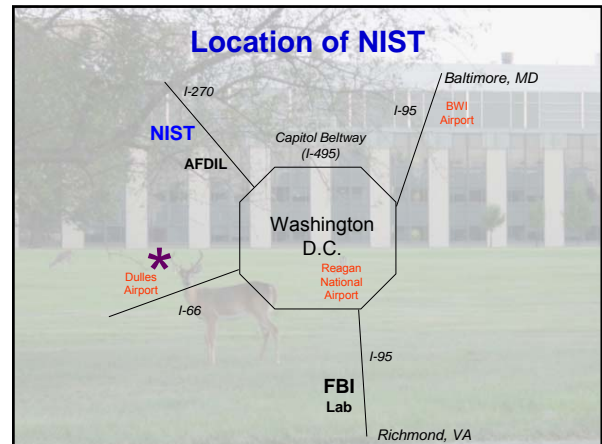 Location of NIST
I-270
Baltimore, MD
I-95
BWI
Airport
NIST
Capitol Beltway
(I-495)
AFDIL
Washington
D.C.
*
Dulles
Airport
Reagan
National
Airport
I-66
I-95
FBI
Lab
Richmond, VA